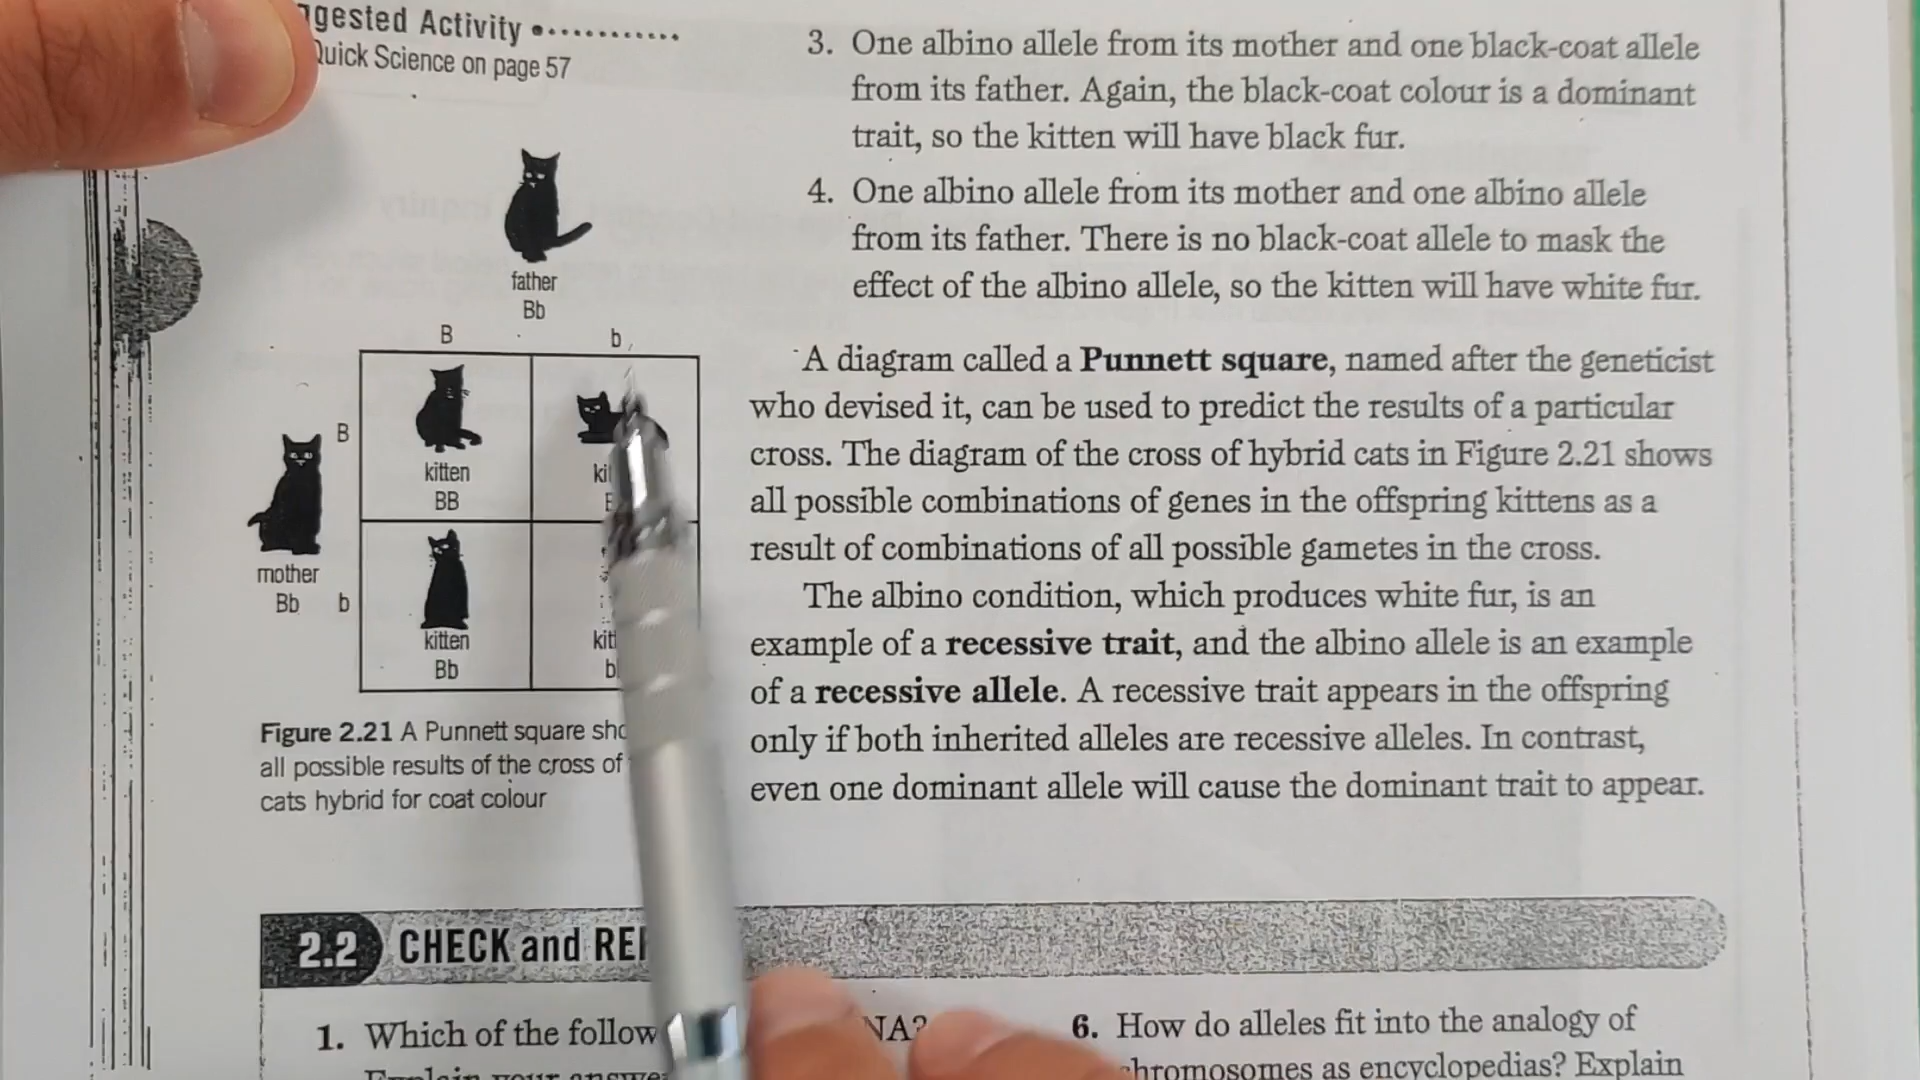 gested Activity
Quick Science on page 57
father
Bb
B b
B
kitten
BB
mother
Bb b
kitten
Bb
Figure 2.21 A Punnett square
all possible results of the cross of
cats hybrid for coat colour
3. One albino allele from its mother and one black-coat allele
from its father. Again, the black-coat colour is a dominant
trait, so the kitten will have black fur.
4. One albino allele from its mother and one albino allele
from its father. There is no black-coat allele to mask the
effect of the albino allele, so the kitten will have white fur.
A diagram called a Punnett square, named after the geneticist
who devised it, can be used to predict the results of a particular
cross. The diagram of the cross of hybrid cats in Figure 2.21 shows
all possible combinations of genes in the offspring kittens as a
result of combinations of all possible gametes in the cross.
The albino condition, which produces white fur, is an
example of a recessive trait, and the albino allele is an example
of a recessive allele. A recessive trait appears in the offspring
only if both inherited alleles are recessive alleles. In contrast,
even one dominant allele will cause the dominant trait to appear.
2.2 CHECK and
1. Which of the follow NA?
Explain your
6. How do alleles fit into the analogy of
chromosomes as encyclopedias? Explain